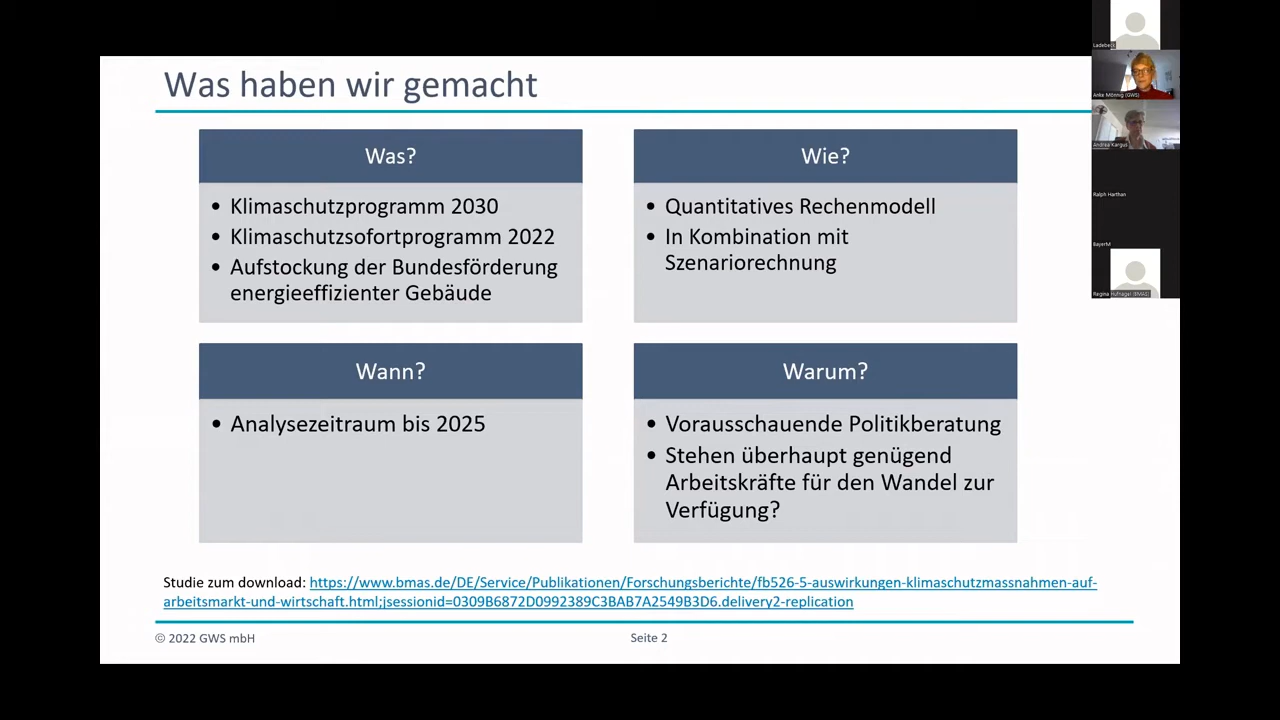 Was haben wir gemacht
Was?
• Klimaschutzprogramm 2030
• Klimaschutzsofortprogramm 2022
• Aufstockung der Bundesförderung
energieeffizienter Gebäude
Wie?
• Quantitatives Rechenmodell
• In Kombination mit
Szenariorechnung
Wann?
• Analysezeitraum bis 2025
Warum?
• Vorausschauende Politikberatung
• Stehen überhaupt genügend
Arbeitskräfte für den Wandel zur
Verfügung?
Studie zum download: https://www.bmas.de/DE/Service/Publikationen/Forschungsberichte/fb526-5-auswirkungen-klimaschutzmassnahmen-auf-
arbeitsmarkt-und-wirtschaft.html;jsessionid=0309B6872D0992389C3BAB7A2549B3D6.delivery2-replication
© 2022 GWS mbH
Seite 2
Ladebeck
Anke Mönnig (GWS)
Andrea Kargus
Ralph Harthan
BayerM
Regina Hufnagel (BMAS)